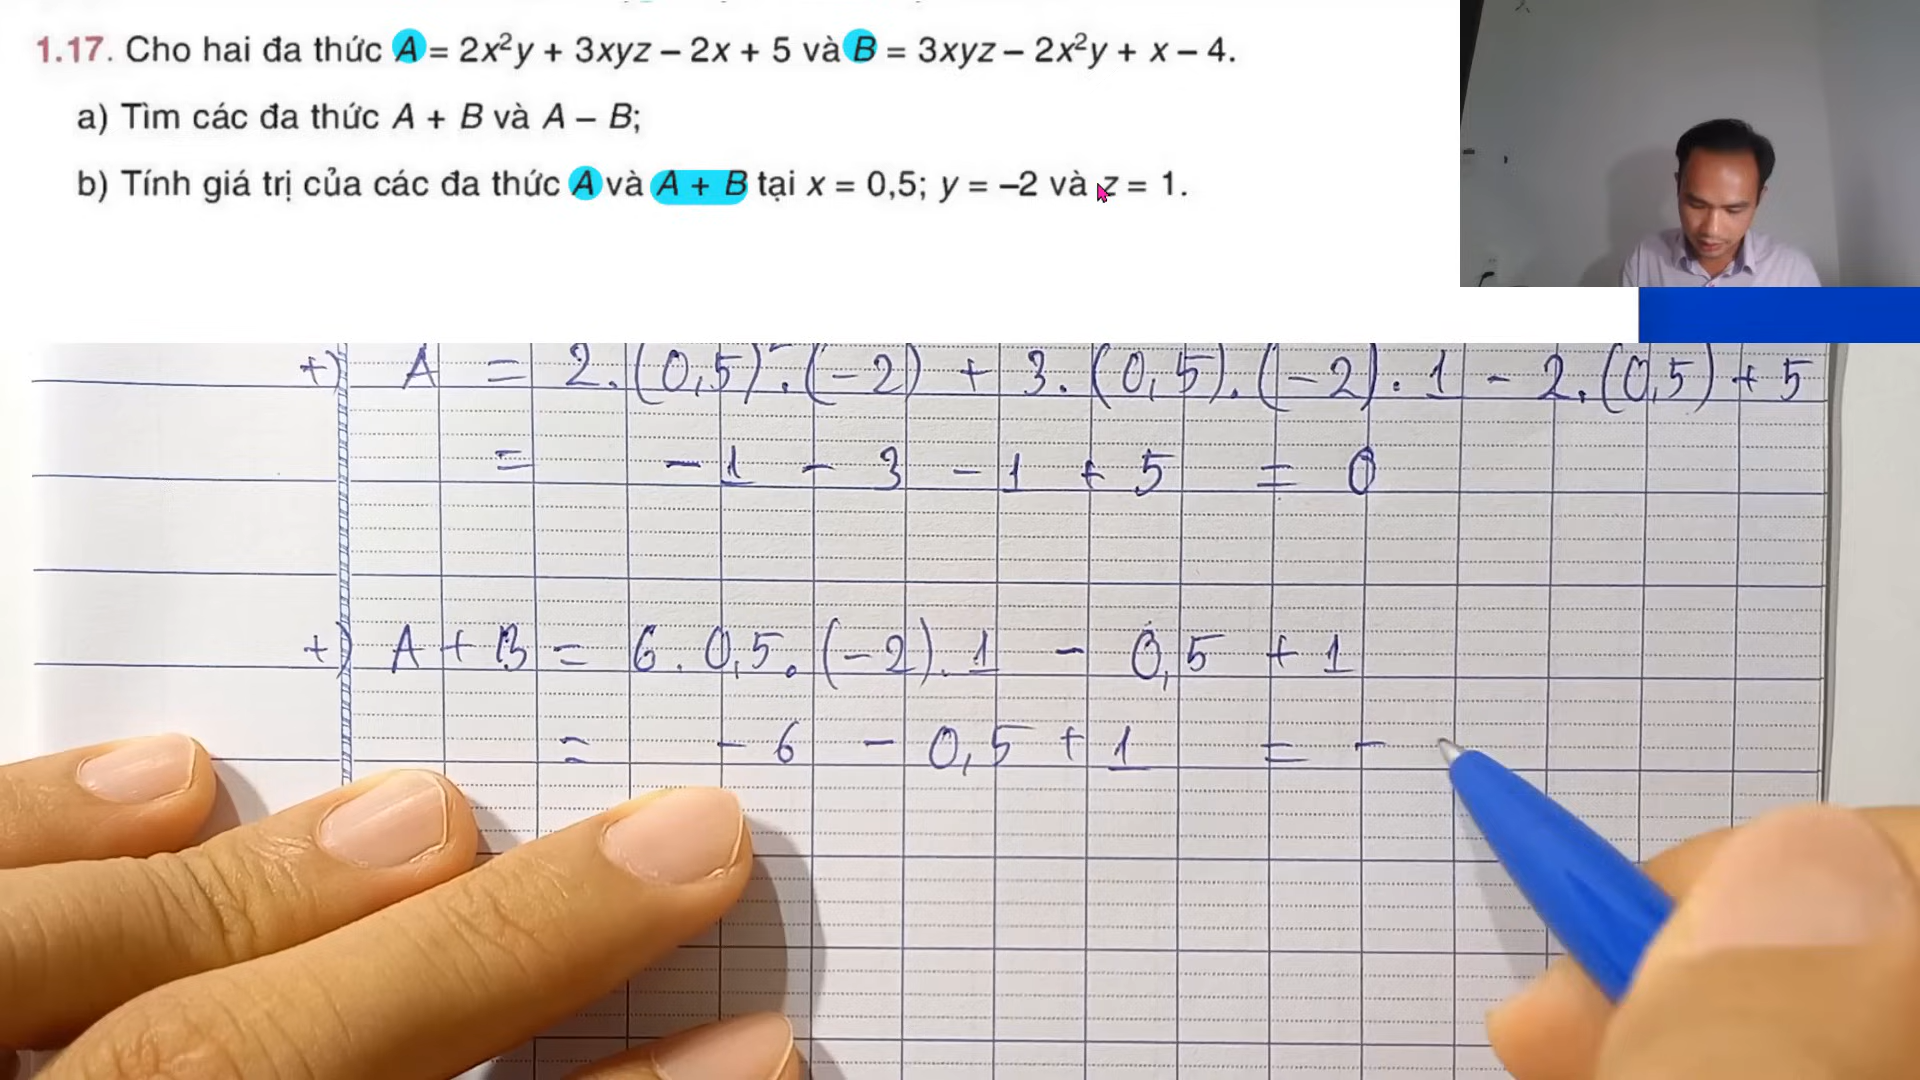 1.17. Cho hai đa thức A = 2x²y + 3xyz – 2x + 5 và B = 3xyz – 2x²y + x – 4.
a) Tìm các đa thức A + B và A – B;
b) Tính giá trị của các đa thức A và A + B tại x = 0,5; y = –2 và z = 1.
+) A = 2.(0,5)².(-2) + 3.(0,5).(-2).1 - 2.(0,5) + 5
= -1 - 3 - 1 + 5 = 0
+) A + B = 6.0,5.(-2).1 - 0,5 + 1
= -6 - 0,5 + 1 = -